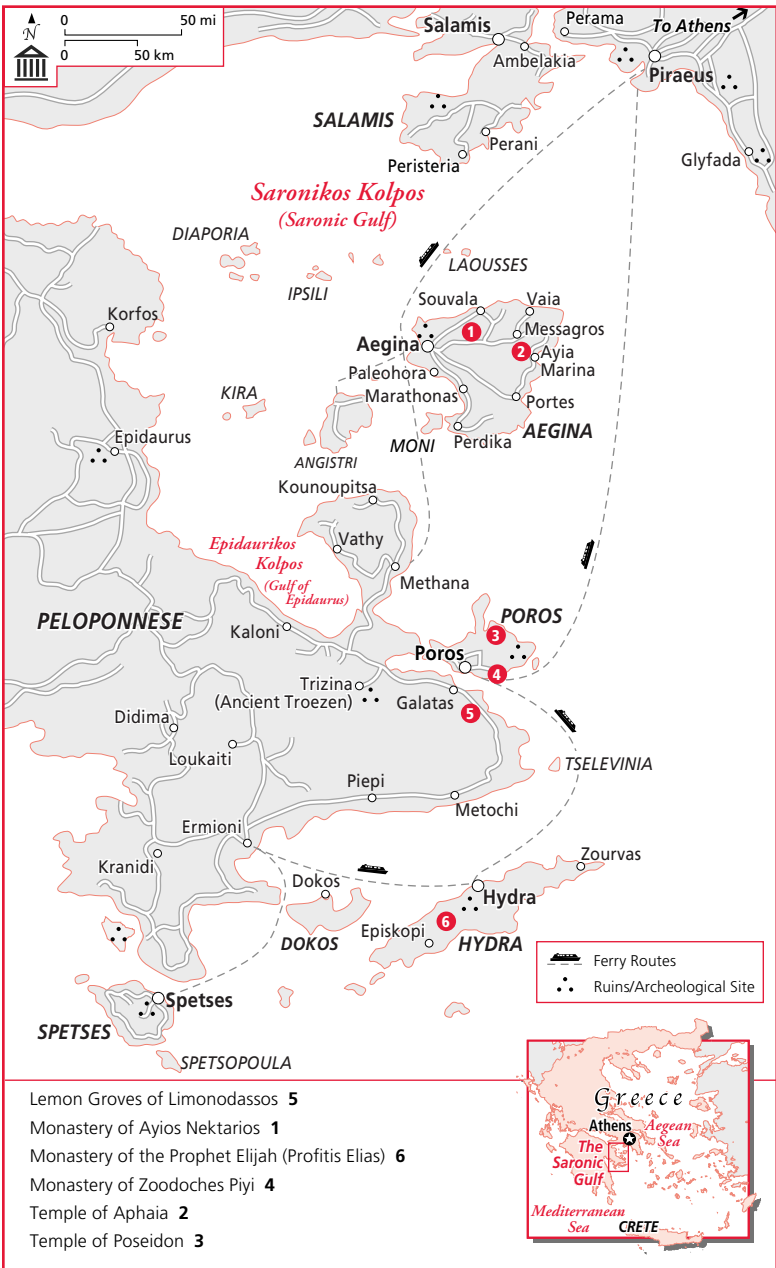 N
0 50 mi
0 50 km
Salamis
Perama
To Athens
Ambelakia
Piraeus
SALAMIS
Perani
Peristeria
Glyfada
Saronikos Kolpos
(Saronic Gulf)
DIAPORIA
LAOUSSES
IPSILI
Souvala
Vaia
Korfos
1
Messagros
Aegina
2
Ayia
Marina
Paleohora
Marathonas
KIRA
Portes
Epidaurus
MONI
Perdika
AEGINA
ANGISTRI
Kounoupitsa
Epidaurikos
Kolpos
(Gulf of
Epidaurus)
Vathy
Methana
PELOPONNESE
Kaloni
POROS
3
Poros
4
Trizina
(Ancient Troezen)
Galatas
5
Didima
Loukaiti
TSELEVINIA
Piepi
Metochi
Ermioni
Kranidi
Zourvas
Dokos
Hydra
6
Episkopi
DOKOS
HYDRA
Ferry Routes
Ruins/Archeological Site
Spetses
SPETSES
SPETSOPOULA
Lemon Groves of Limonodassos 5
Monastery of Ayios Nektarios 1
Monastery of the Prophet Elijah (Profitis Elias) 6
Monastery of Zoodoches Piyi 4
Temple of Aphaia 2
Temple of Poseidon 3
Greece
Athens
Aegean
Sea
The
Saronic
Gulf
Mediterranean
Sea
CRETE